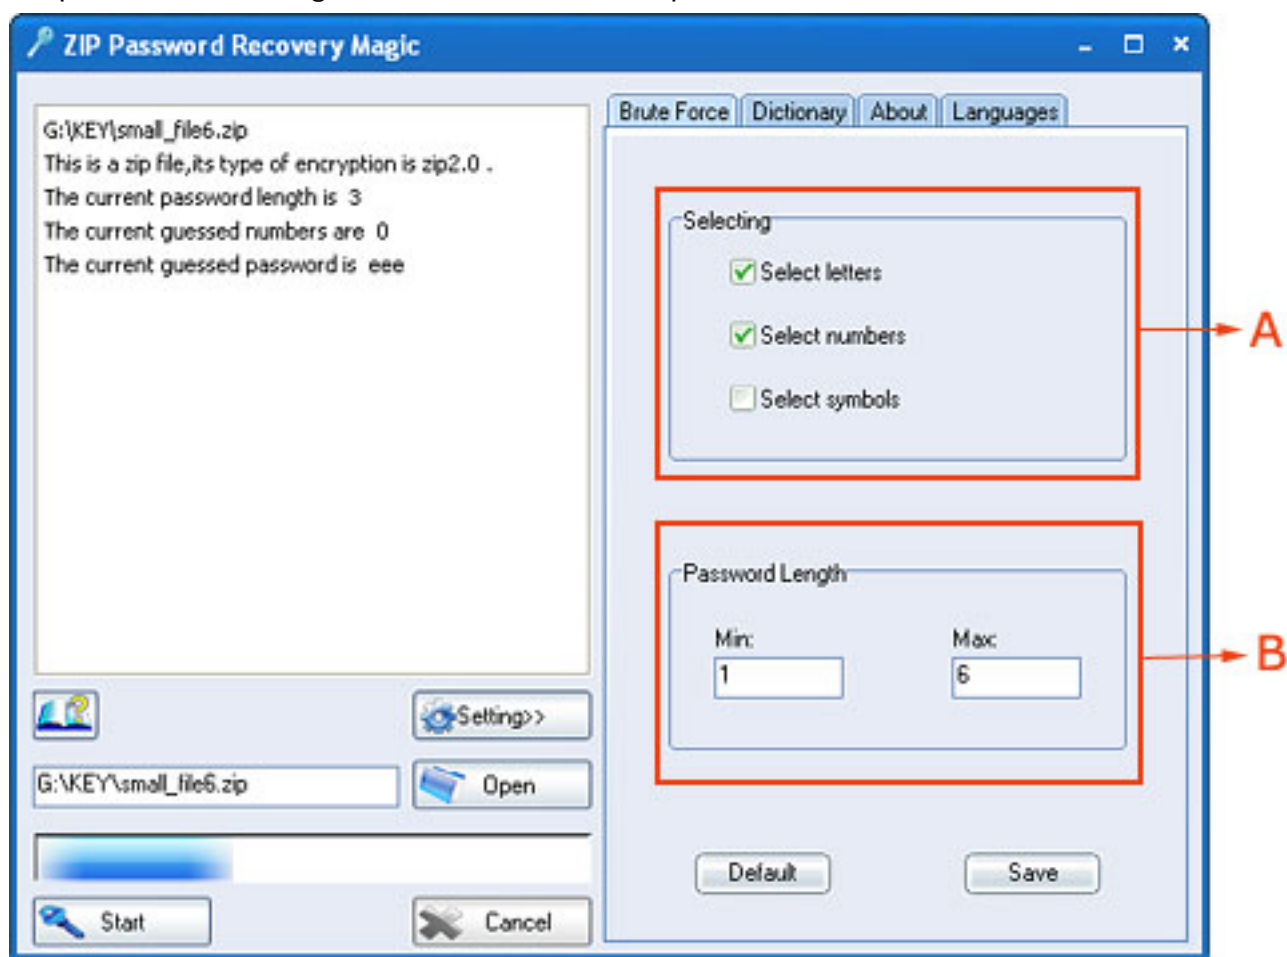 ZIP Password Recovery Magic
G:\KEY\small_file6.zip
This is a zip file,its type of encryption is zip2.0 .
The current password length is 3
The current guessed numbers are 0
The current guessed password is eee
Setting>>
G:\KEY\small_file6.zip
Open
Start
Cancel
Brute Force Dictionary About Languages
Selecting
Select letters
Select numbers
Select symbols
A
Password Length
Min: Max:
1 6
B
Default Save